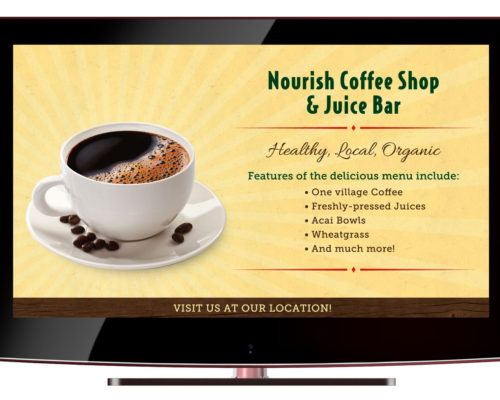 Nourish Coffee Shop
& Juice Bar
Healthy, Local, Organic
Features of the delicious menu include:
• One village Coffee
• Freshly-pressed Juices
• Acai Bowls
• Wheatgrass
• And much more!
VISIT US AT OUR LOCATION!